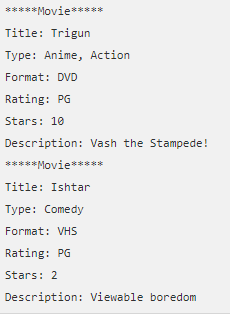 *****Movie*****
Title: Trigun
Type: Anime, Action
Format: DVD
Rating: PG
Stars: 10
Description: Vash the Stampede!
*****Movie*****
Title: Ishtar
Type: Comedy
Format: VHS
Rating: PG
Stars: 2
Description: Viewable boredom